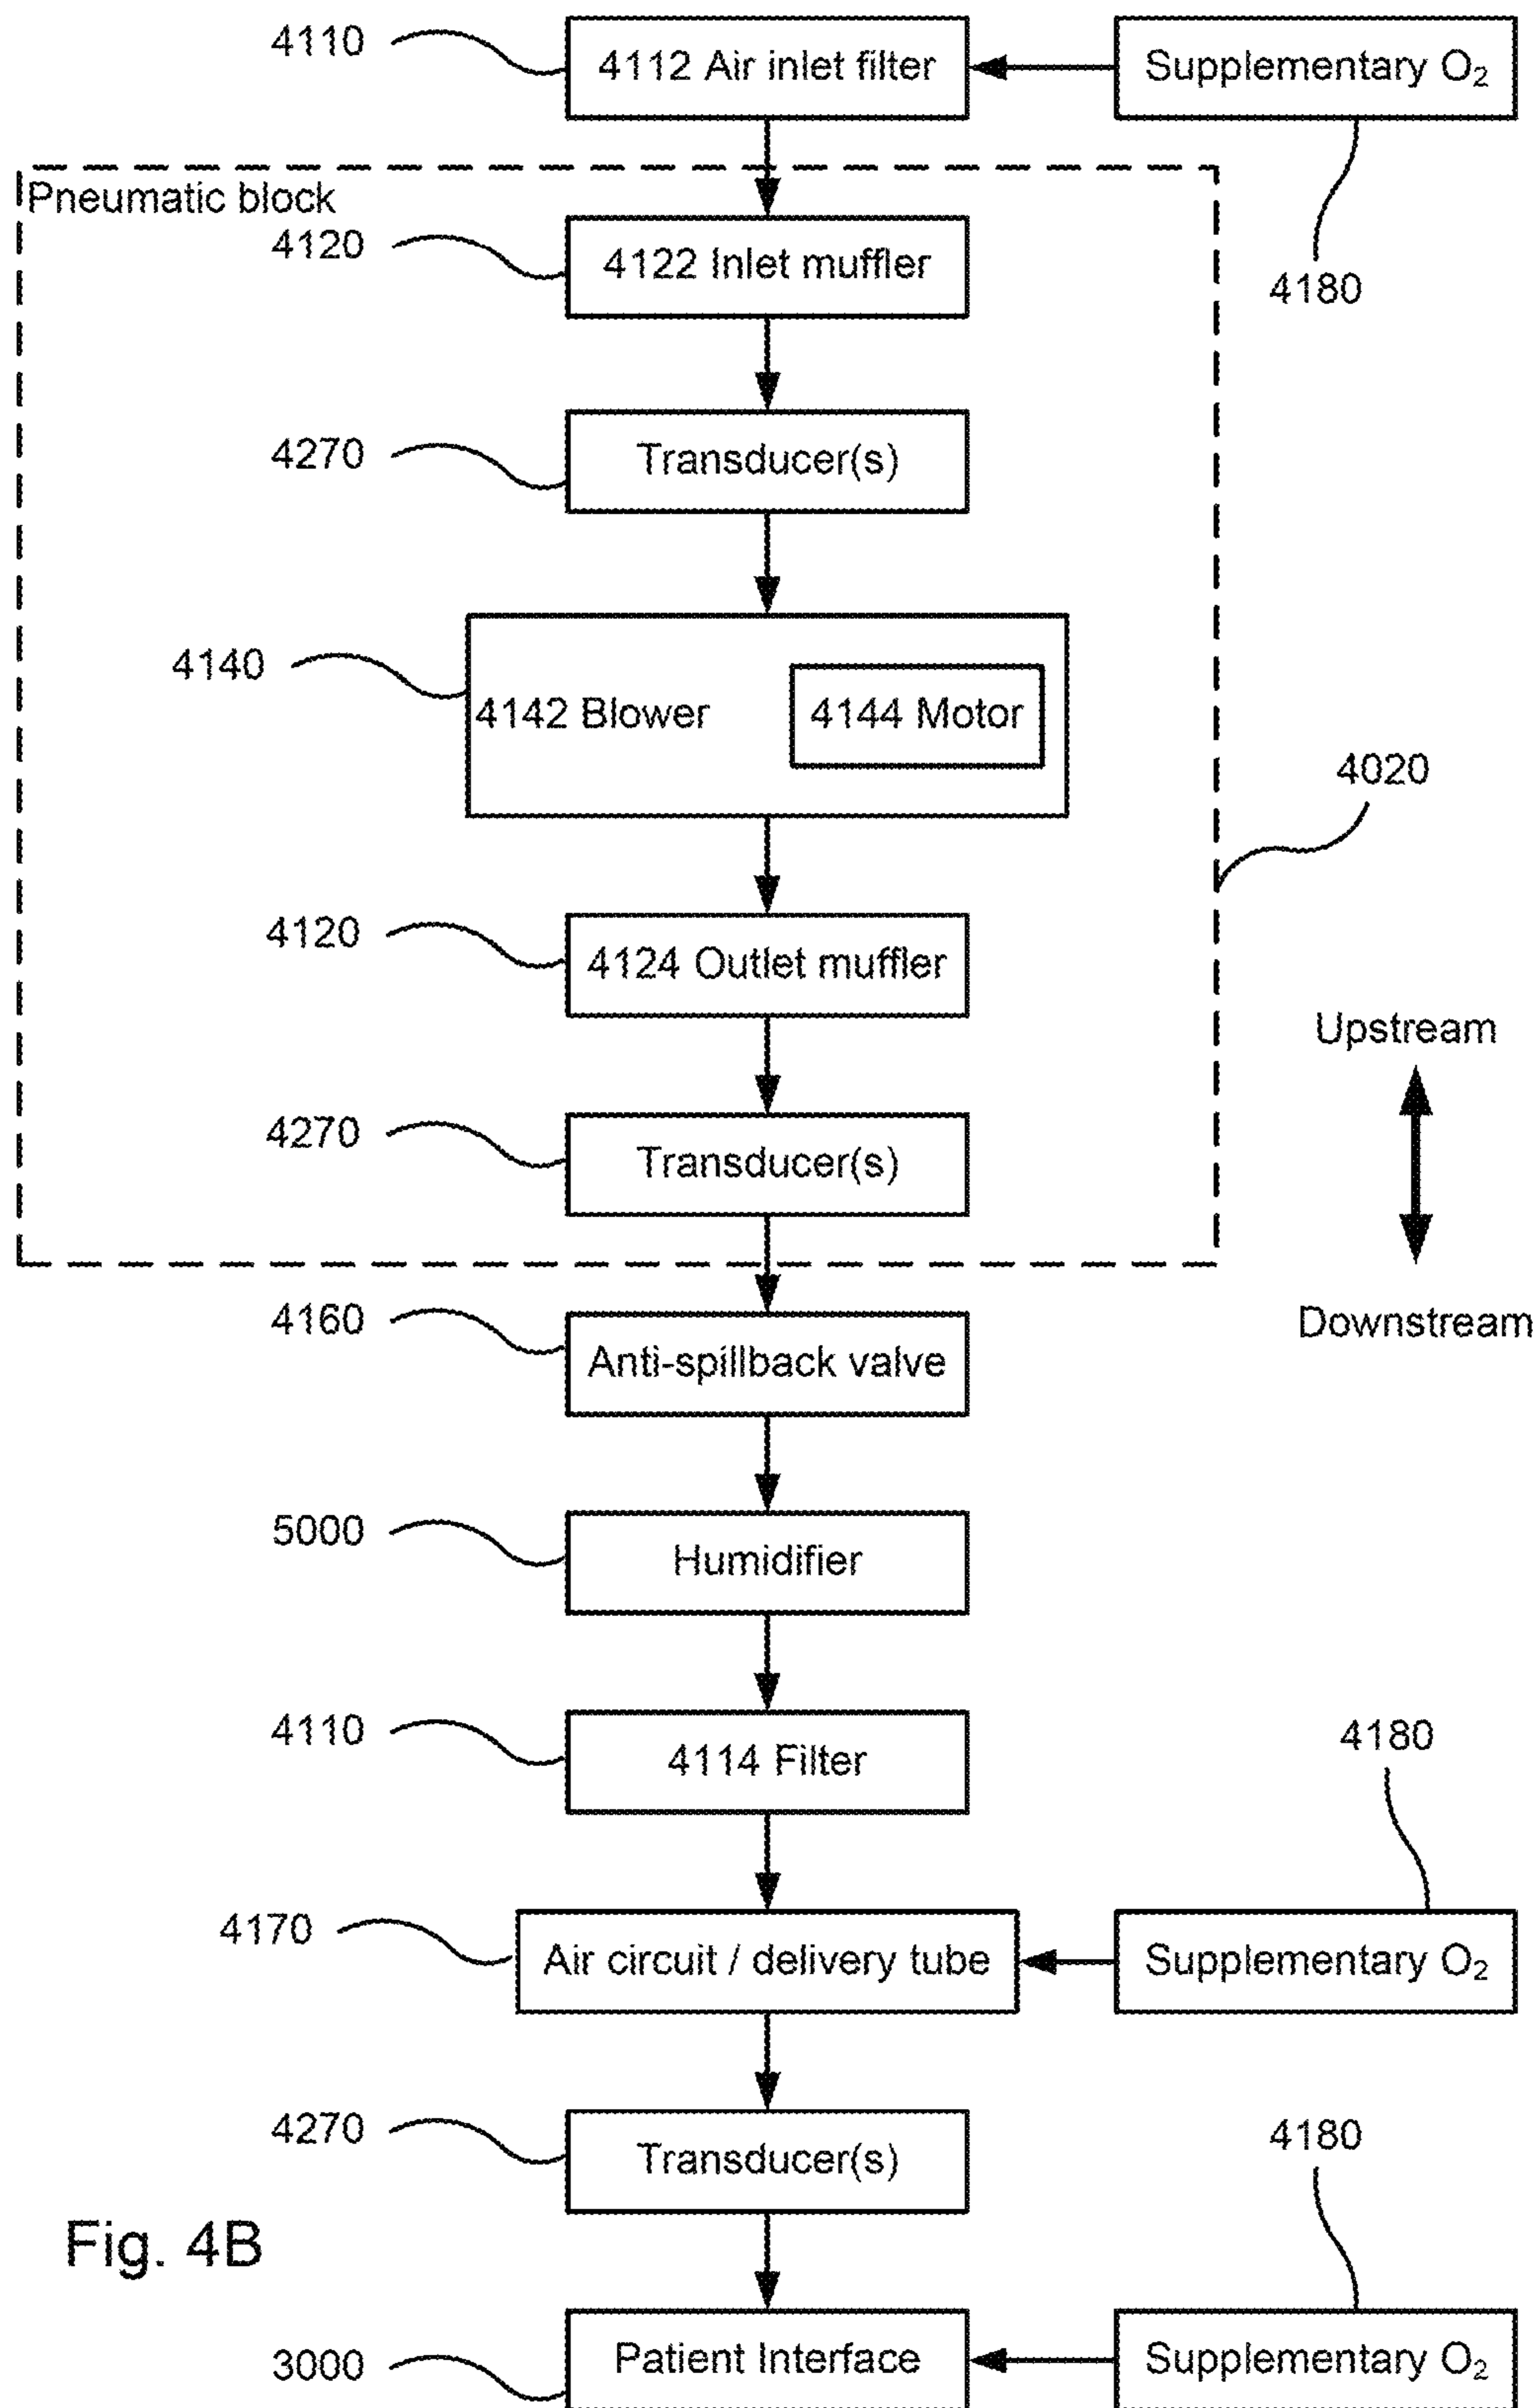 4110
4112 Air inlet filter
Supplementary O₂
Pneumatic block
4120
4122 Inlet muffler
4180
4270
Transducer(s)
4140
4142 Blower
4144 Motor
4020
4120
4124 Outlet muffler
Upstream
4270
Transducer(s)
4160
Anti-spillback valve
Downstream
5000
Humidifier
4110
4114 Filter
4180
4170
Air circuit / delivery tube
Supplementary O₂
4270
Transducer(s)
4180
Fig. 4B
3000
Patient Interface
Supplementary O₂